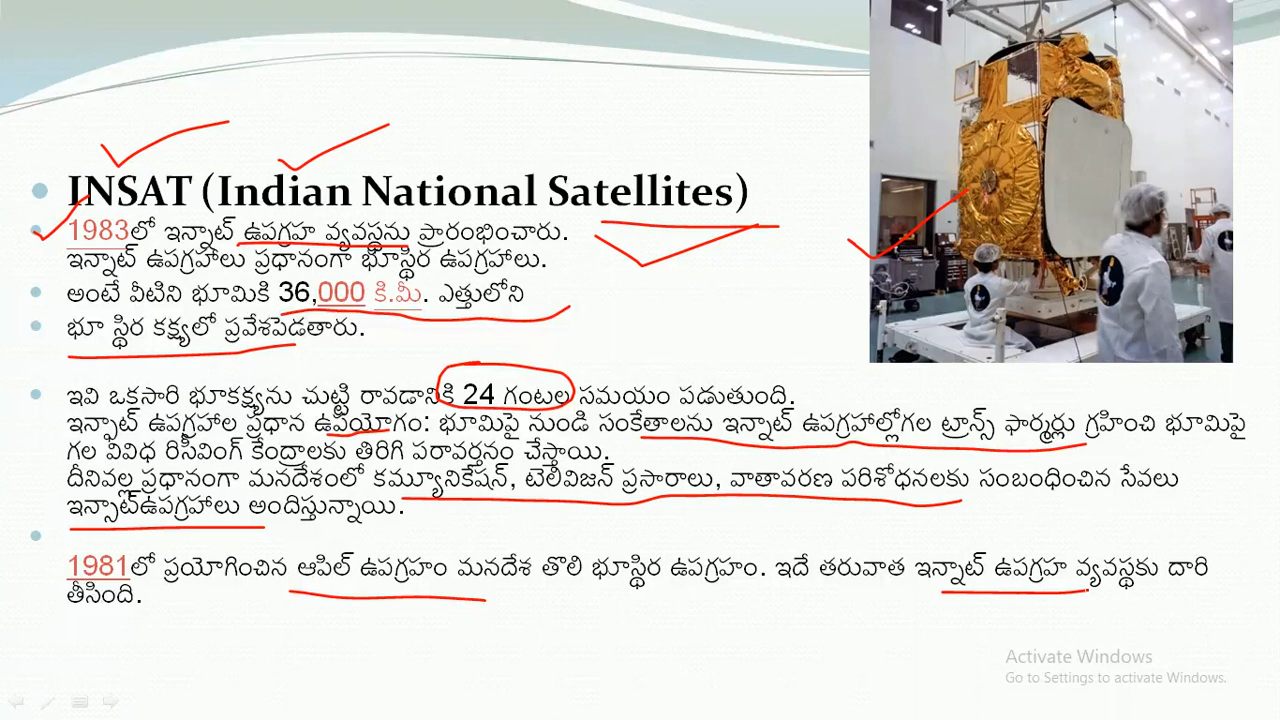 INSAT (Indian National Satellites)
1983లో ఇన్శాట్ ఉపగ్రహ వ్యవస్థను ప్రారంభించారు.
ఇన్శాట్ ఉపగ్రహాలు ప్రధానంగా భూస్థిర ఉపగ్రహాలు.
అంటే వీటిని భూమికి 36,000 కి.మీ. ఎత్తులోని
భూ స్థిర కక్ష్యలో ప్రవేశపెడతారు.
ఇవి ఒకసారి భూకక్ష్యను చుట్టి రావడానికి 24 గంటల సమయం పడుతుంది.
ఇన్శాట్ ఉపగ్రహాల ప్రధాన ఉపయోగం: భూమిపై నుండి సంకేతాలను ఇన్శాట్ ఉపగ్రహాల్లోగల ట్రాన్స్ ఫార్మర్లు గ్రహించి భూమిపై
గల వివిధ రిసీవింగ్ కేంద్రాలకు తిరిగి పరావర్తనం చేస్తాయి.
దీనివల్ల ప్రధానంగా మనదేశంలో కమ్యూనికేషన్, టెలివిజన్ ప్రసారాలు, వాతావరణ పరిశోధనలకు సంబంధించిన సేవలు
ఇన్సాట్ఉపగ్రహాలు అందిస్తున్నాయి.
1981లో ప్రయోగించిన ఆపిల్ ఉపగ్రహం మనదేశ తొలి భూస్థిర ఉపగ్రహం. ఇదే తరువాత ఇన్శాట్ ఉపగ్రహ వ్యవస్థకు దారి
తీసింది.
Activate Windows
Go to Settings to activate Windows.